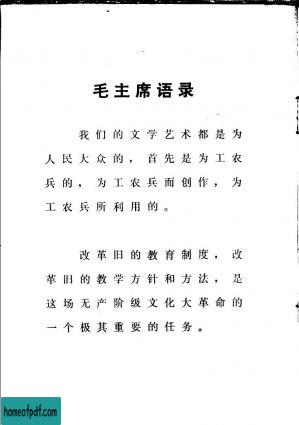 毛主席语录
我们的文学艺术都是为
人民大众的，首先是为工农
兵的，为工农兵而创作，为
工农兵所利用的。
改革旧的教育制度，改
革旧的教学方针和方法，是
这场无产阶级文化大革命的
一个极其重要的任务。
homeofpdf.com